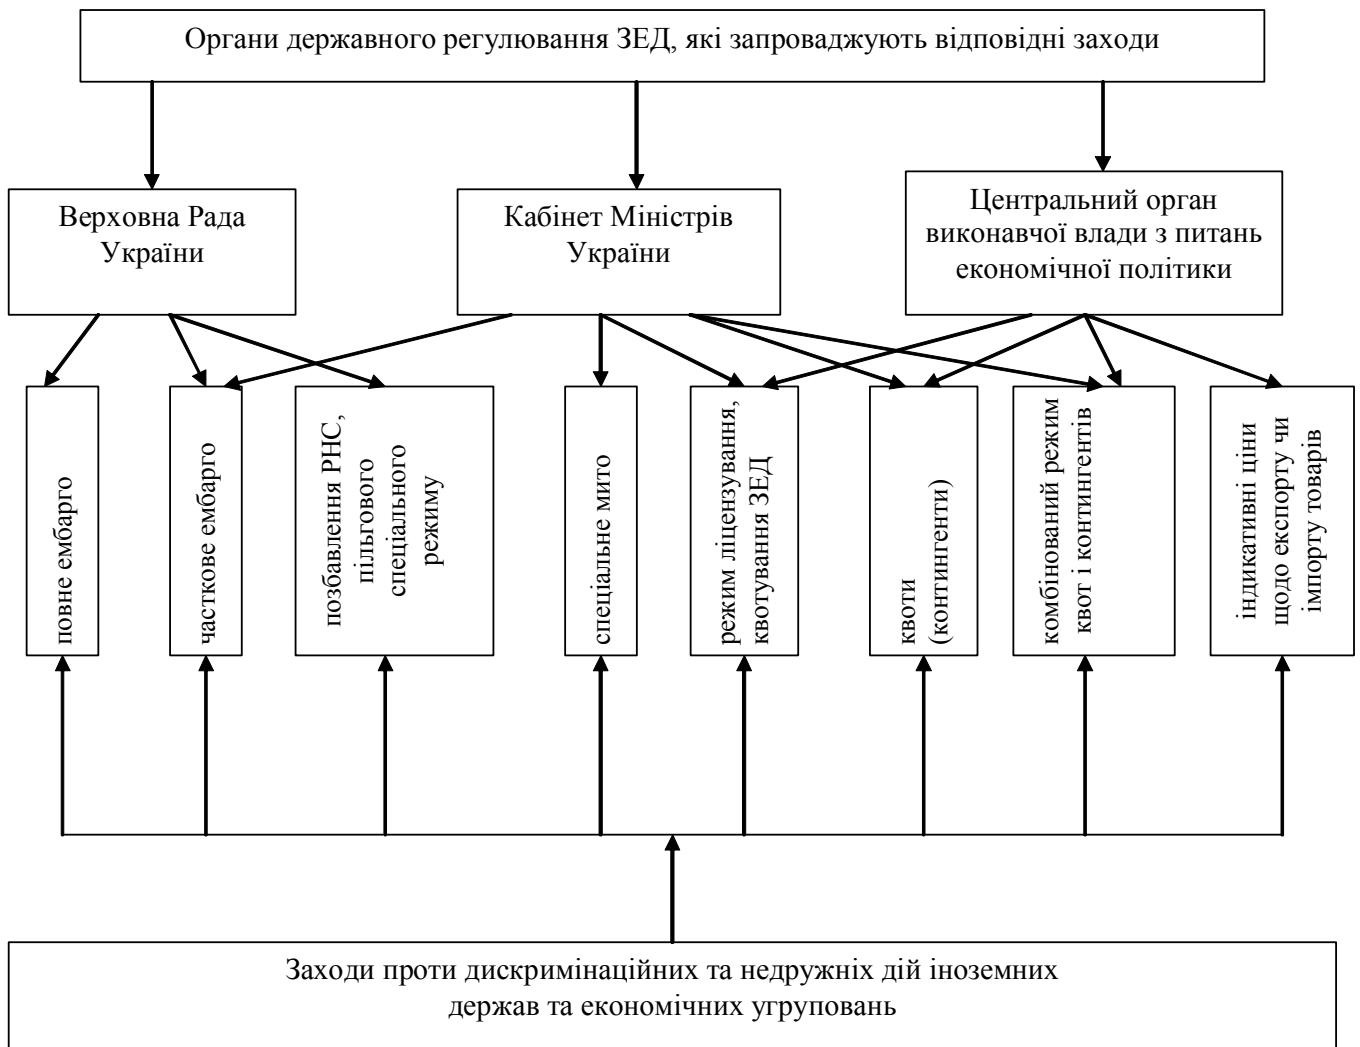 Органи державного регулювання ЗЕД, які запроваджують відповідні заходи
Верховна Рада
України
Кабінет Міністрів
України
Центральний орган
виконавчої влади з питань
економічної політики
повне ембарго
часткове ембарго
позбавлення РНС,
пільгового
спеціального
режиму
спеціальне мито
режим ліцензування,
квотування ЗЕД
квоти
(контингенти)
комбінований режим
квот і контингентів
індикативні ціни
щодо експорту чи
імпорту товарів
Заходи проти дискримінаційних та недружніх дій іноземних
держав та економічних угруповань